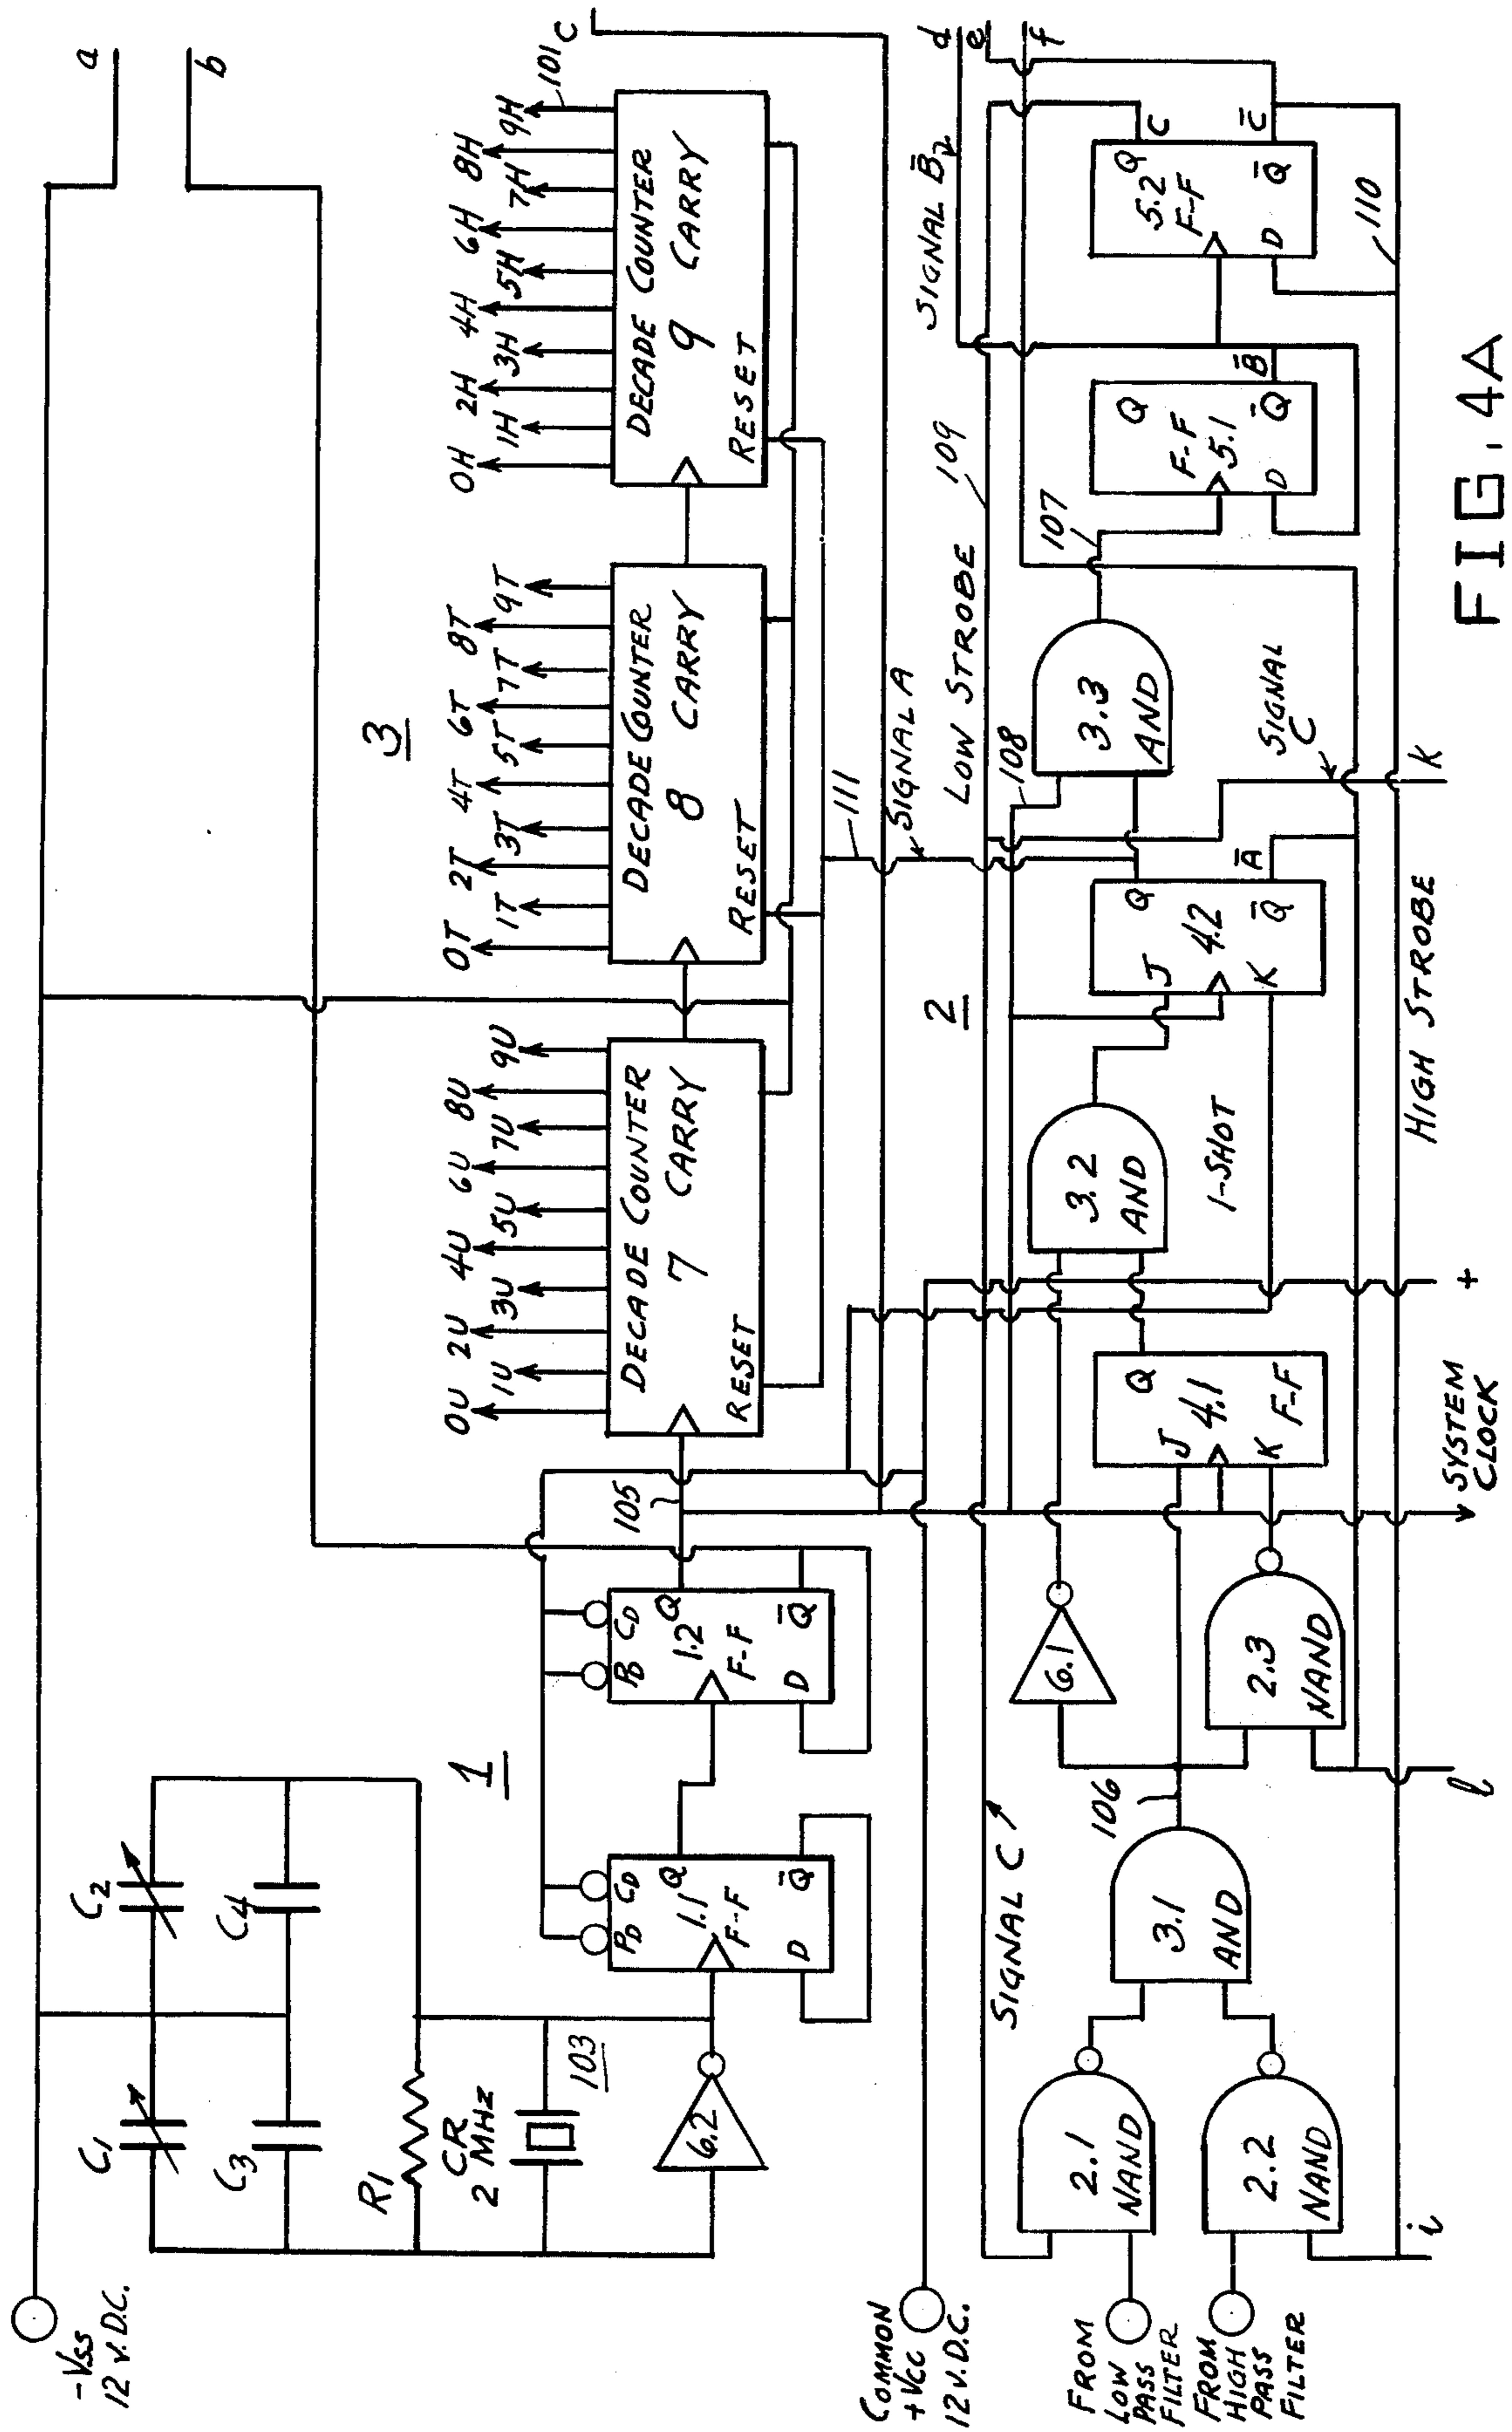 a
b
-Vss
12 V.D.C.
C1
C2
C3
C4
R1
CR
2 MHz
103
6.2
1
PD CD
1.1 Q
F-F
D Q̄
PD CD
1.2 Q
F-F
D Q̄
105
3
0U 1U 2U 3U 4U 5U 6U 7U 8U 9U
DECADE COUNTER
7 CARRY
RESET
0T 1T 2T 3T 4T 5T 6T 7T 8T 9T
DECADE COUNTER
8 CARRY
RESET
0H 1H 2H 3H 4H 5H 6H 7H 8H 9H
101
DECADE COUNTER
9 CARRY
RESET
C
111
SIGNAL A
COMMON
+VCC
12 V.D.C.
2
LOW STROBE
109
SIGNAL B̄2
d
e
f
SIGNAL C
FROM
LOW
PASS
FILTER
FROM
HIGH
PASS
FILTER
2.1
NAND
2.2
NAND
3.1
AND
106
6.1
2.3
NAND
J Q
4.1
K F-F
3.2
AND
1-SHOT
J Q
4.2
K Q̄
Ā
108
3.3
AND
107
Q
F-F
5.1
D Q̄
B̄
Q
5.2
F-F
D Q̄
C
C̄
110
SIGNAL
C
HIGH STROBE
i
l
SYSTEM
CLOCK
+
k
FIG. 4A